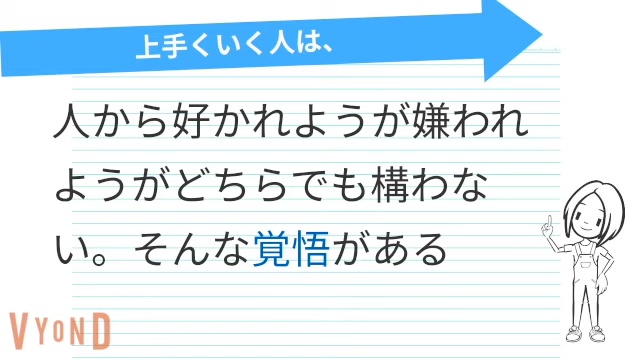 上手くいく人は、
人から好かれようが嫌われ
ようがどちらでも構わな
い。そんな覚悟がある
VYOND